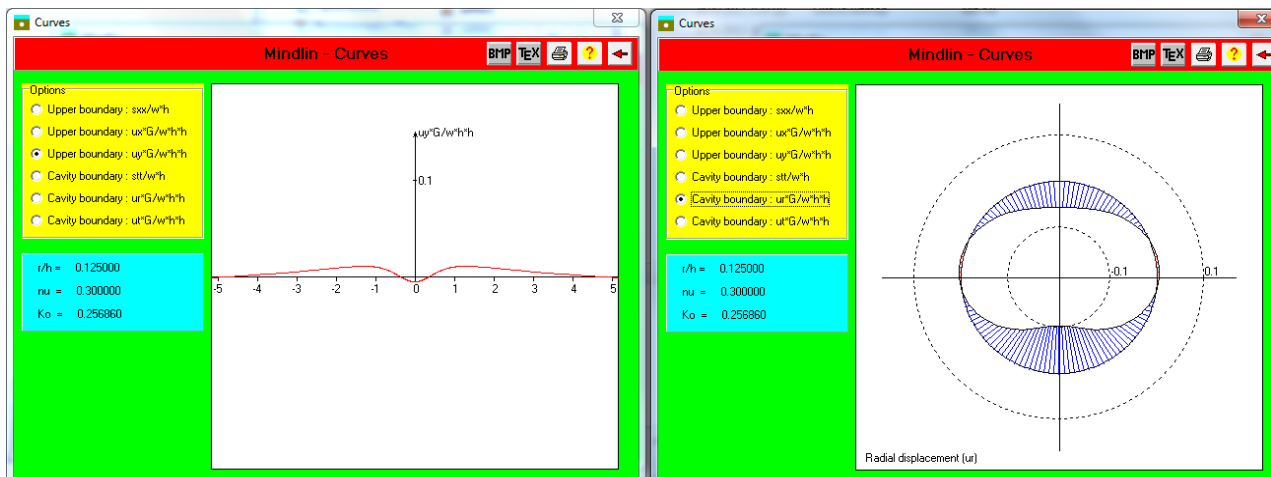 Curves
Mindlin - Curves
BMP TEX ?
Options
Upper boundary : sxx/w*h
Upper boundary : ux*G/w*h*h
Upper boundary : uy*G/w*h*h
Cavity boundary : stt/w*h
Cavity boundary : ur*G/w*h*h
Cavity boundary : ut*G/w*h*h
r/h = 0.125000
nu = 0.300000
Ko = 0.256860
uy*G/w*h*h
0.1
-5 -4 -3 -2 -1 0 1 2 3 4 5
Curves
Mindlin - Curves
BMP TEX ?
Options
Upper boundary : sxx/w*h
Upper boundary : ux*G/w*h*h
Upper boundary : uy*G/w*h*h
Cavity boundary : stt/w*h
Cavity boundary : ur*G/w*h*h
Cavity boundary : ut*G/w*h*h
r/h = 0.125000
nu = 0.300000
Ko = 0.256860
-0.1 0.1
Radial displacement (ur)